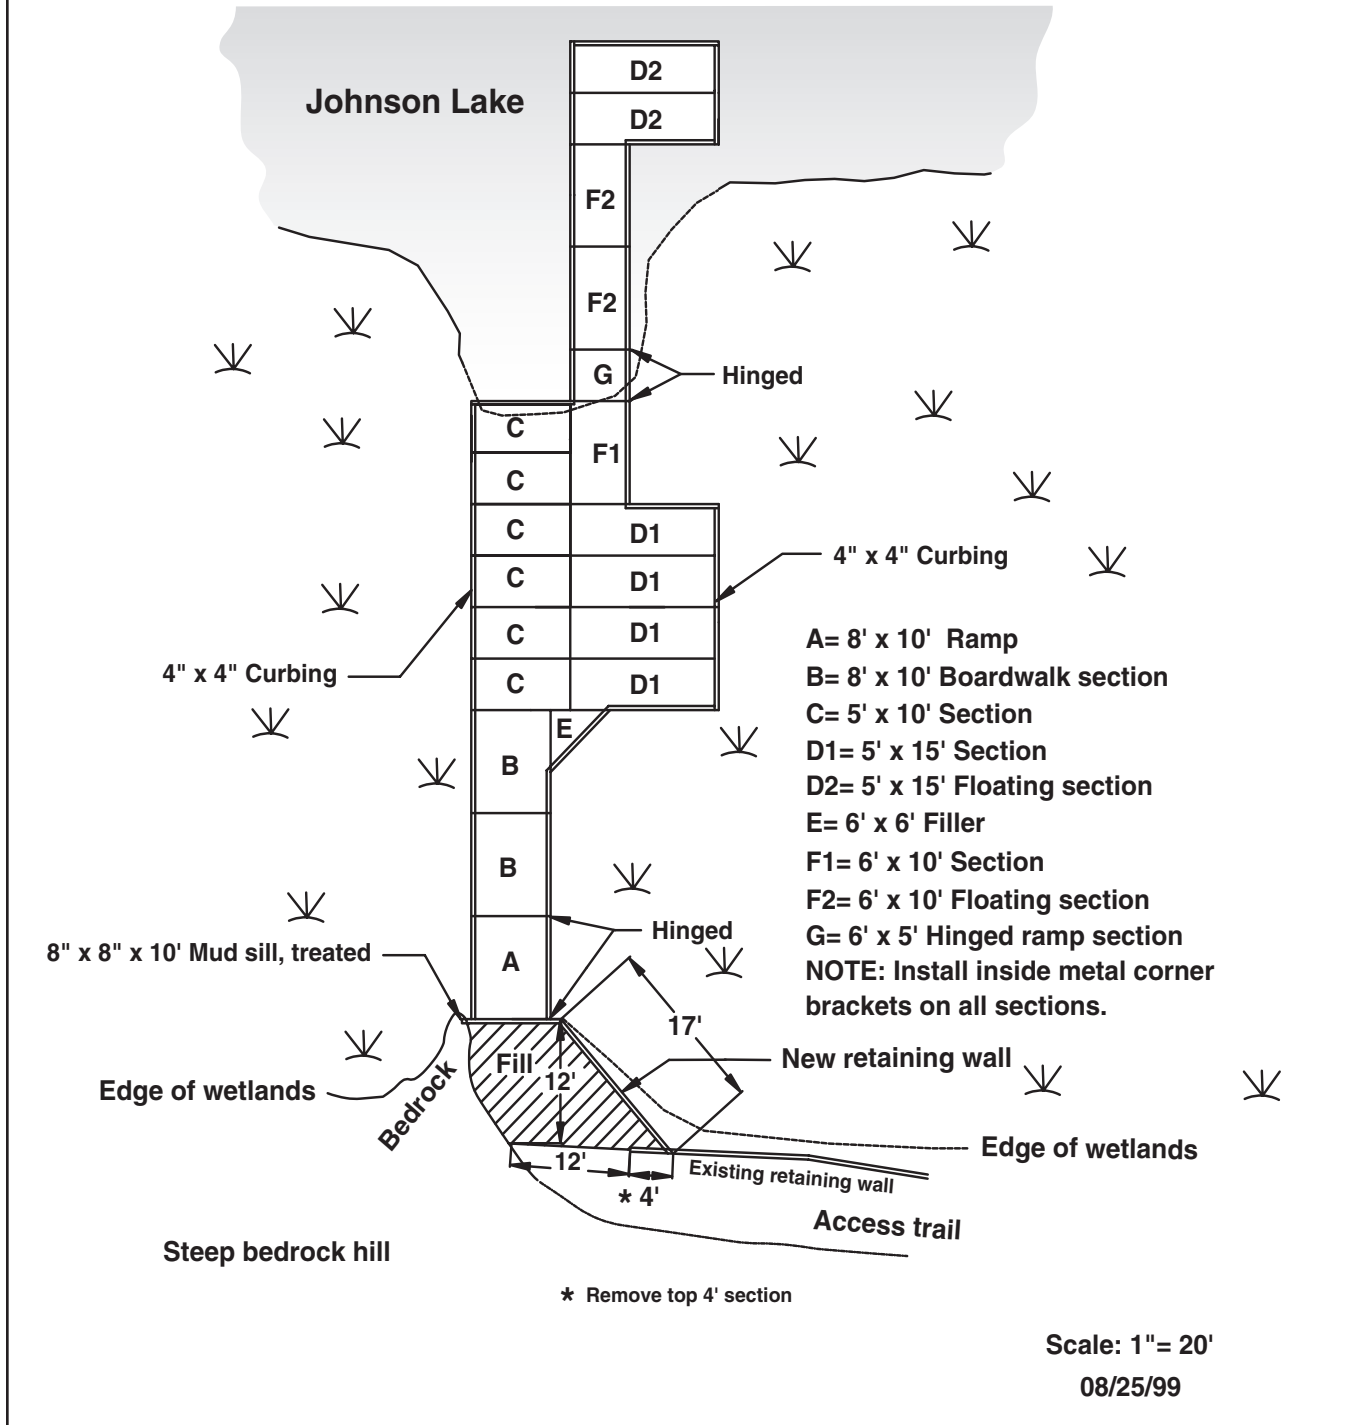 D2
Johnson Lake
D2
F2
F2
G
Hinged
C
F1
C
C
D1
4" x 4" Curbing
C
D1
C
D1
4" x 4" Curbing
C
D1
E
B
B
A= 8' x 10' Ramp
B= 8' x 10' Boardwalk section
C= 5' x 10' Section
D1= 5' x 15' Section
D2= 5' x 15' Floating section
E= 6' x 6' Filler
F1= 6' x 10' Section
F2= 6' x 10' Floating section
G= 6' x 5' Hinged ramp section
NOTE: Install inside metal corner
brackets on all sections.
Hinged
8" x 8" x 10' Mud sill, treated
A
17'
Fill
12'
New retaining wall
Edge of wetlands
Bedrock
Edge of wetlands
12'
Existing retaining wall
* 4'
Access trail
Steep bedrock hill
* Remove top 4' section
Scale: 1"= 20'
08/25/99